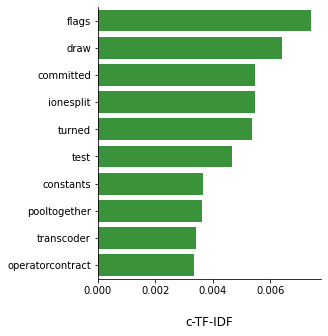 flags
draw
committed
ionesplit
turned
test
constants
pooltogether
transcoder
operatorcontract
0.000 0.002 0.004 0.006
c-TF-IDF